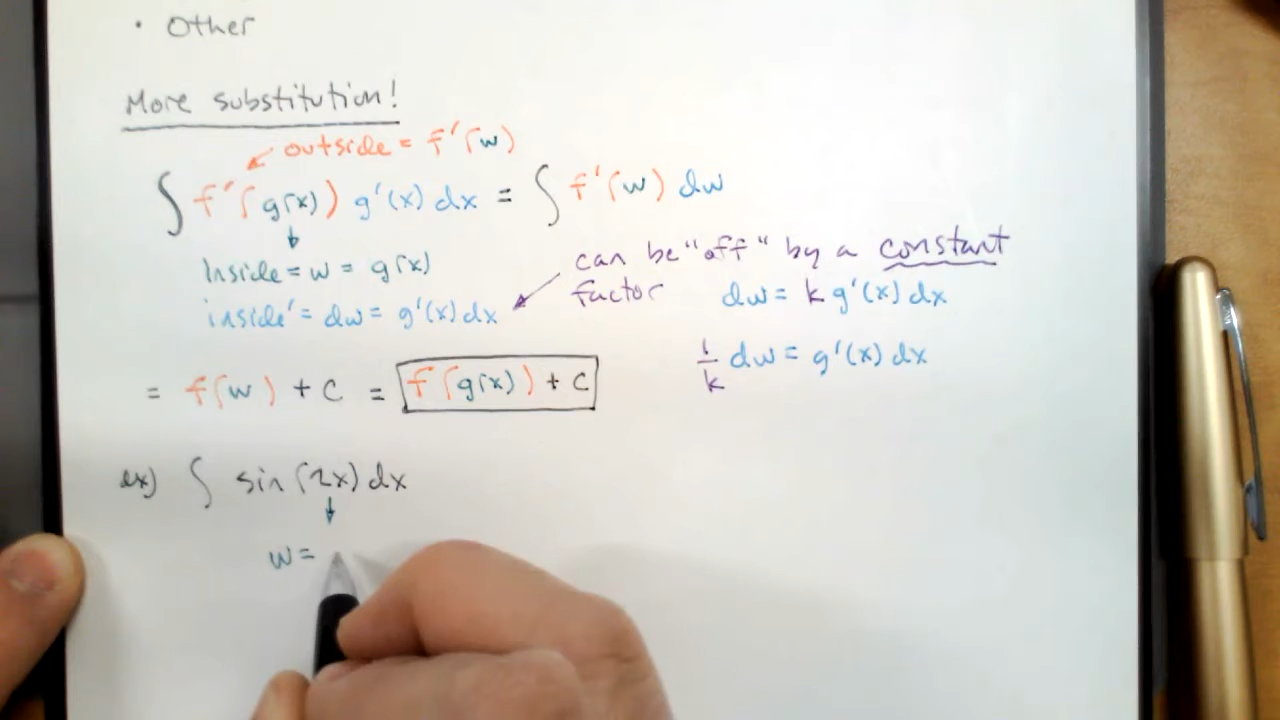 • Other
More substitution!
outside = f'(w)
∫ f'(g(x)) g'(x) dx = ∫ f'(w) dw
Inside = w = g(x)
inside' = dw = g'(x) dx
can be "off" by a constant
factor
dw = k g'(x) dx
1/k dw = g'(x) dx
= f(w) + C = f(g(x)) + C
ex) ∫ sin(2x) dx
w =